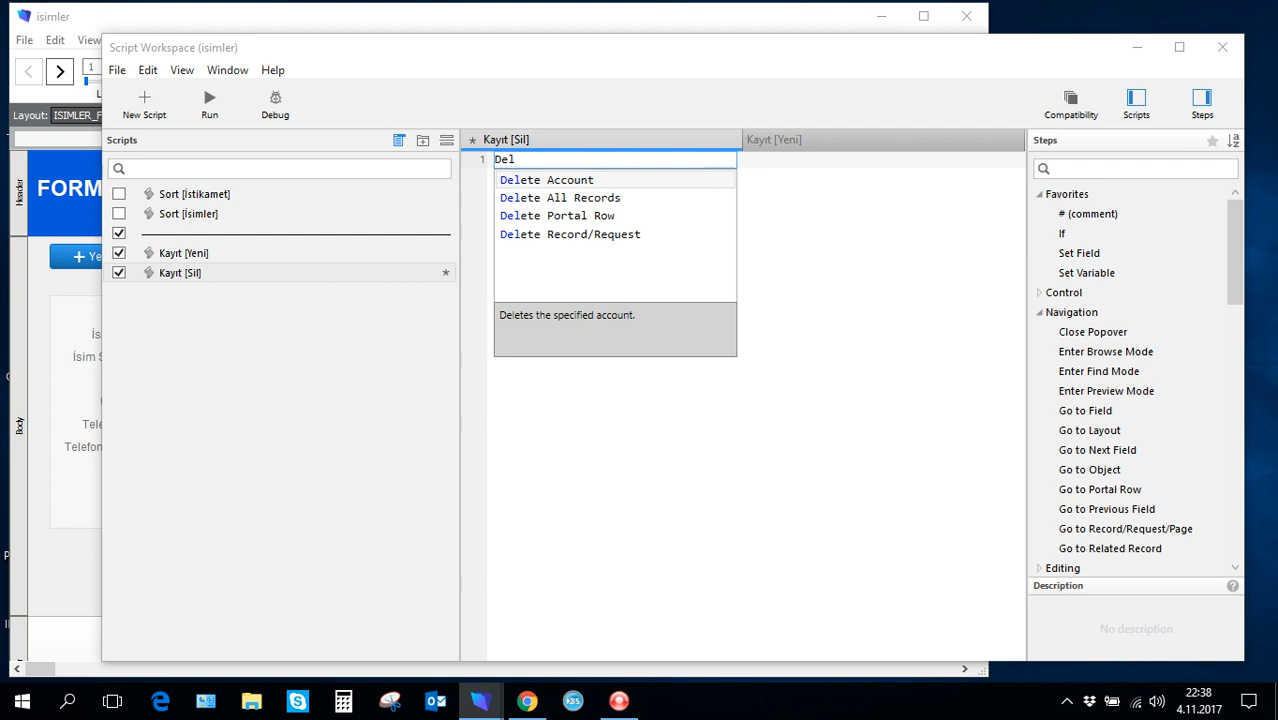 isimler
File Edit View
1
L
Layout: ISIMLER_F
Header
FORM
Ye
Body
İs
İsim S
Tele
Telefon
Script Workspace (isimler)
File Edit View Window Help
New Script Run Debug Compatibility Scripts Steps
Scripts
Sort [İstikamet]
Sort [İsimler]
Kayıt [Yeni]
Kayıt [Sil] *
* Kayıt [Sil] Kayıt [Yeni]
1 Del
Delete Account
Delete All Records
Delete Portal Row
Delete Record/Request
Deletes the specified account.
Steps
Favorites
# (comment)
If
Set Field
Set Variable
Control
Navigation
Close Popover
Enter Browse Mode
Enter Find Mode
Enter Preview Mode
Go to Field
Go to Layout
Go to Next Field
Go to Object
Go to Portal Row
Go to Previous Field
Go to Record/Request/Page
Go to Related Record
Editing
Description
No description
22:38
4.11.2017